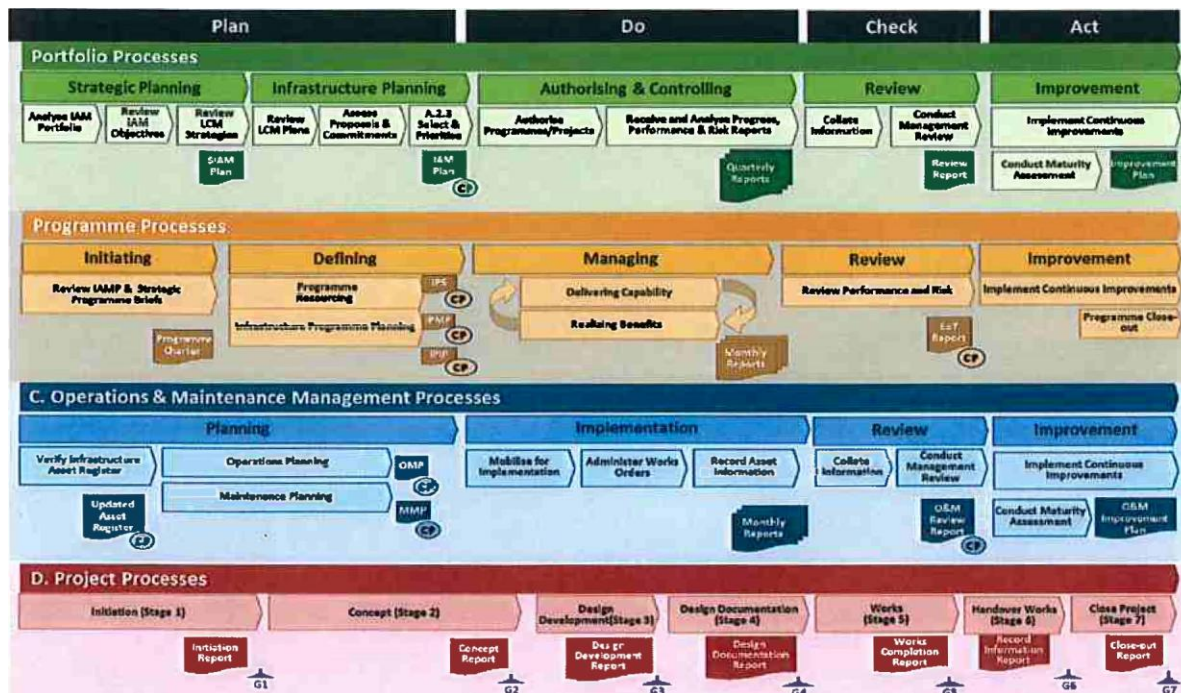 Plan
Do
Check
Act
Portfolio Processes
Strategic Planning
Infrastructure Planning
Authorising & Controlling
Review
Improvement
Analyse IAM
Portfolio
Review
IAM
Objectives
Review
LCM
Strategies
Review
LCM Plans
Assess
Proposals &
Commitments
A.2.3
Select &
Prioritise
Authorise
Programmes/Projects
Receive and Analyse Progress,
Performance & Risk Reports
Collate
Information
Conduct
Management
Review
Implement Continuous
Improvements
SIAM
Plan
IAM
Plan
CP
Quarterly
Reports
Review
Report
Conduct Maturity
Assessment
Improvement
Plan
Programme Processes
Initiating
Defining
Managing
Review
Improvement
Review IAMP & Strategic
Programme Briefs
Programme
Resourcing
IPS
CP
Delivering Capability
Review Performance and Risk
Implement Continuous Improvements
Infrastructure Programme Planning
PMP
CP
Realizing Benefits
Programme Close-
out
Programme
Charter
CP
Monthly
Reports
EoY
Report
CP
C. Operations & Maintenance Management Processes
Planning
Implementation
Review
Improvement
Verify Infrastructure
Asset Register
Operations Planning
OMP
CP
Mobilise for
Implementation
Administer Works
Orders
Record Asset
Information
Collate
Information
Conduct
Management
Review
Implement Continuous
Improvements
Maintenance Planning
MMP
CP
Updated
Asset
Register
CP
Monthly
Reports
O&M
Review
Report
CP
Conduct Maturity
Assessment
O&M
Improvement
Plan
D. Project Processes
Initiation (Stage 1)
Concept (Stage 2)
Design
Development(Stage 3)
Design Documentation
(Stage 4)
Works
(Stage 5)
Handover Works
(Stage 6)
Close Project
(Stage 7)
Initiation
Report
G1
Concept
Report
G2
Design
Development
Report
G3
Design
Documentation
Report
G4
Works
Completion
Report
G5
Record
Information
Report
G6
Close-out
Report
G7